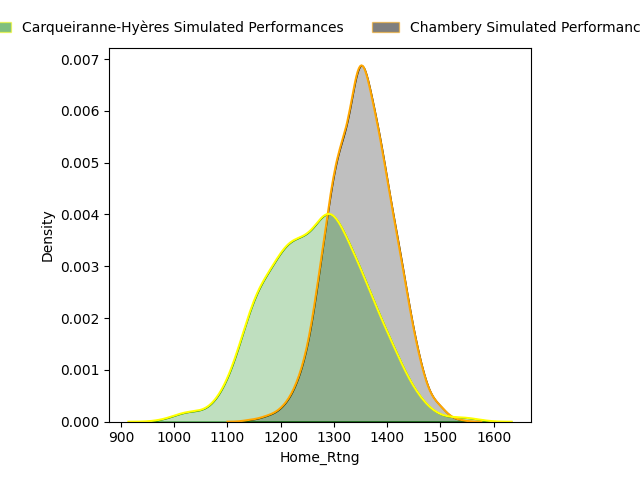 Carqueiranne-Hyères Simulated Performances
Chambery Simulated Performanc
0.007
0.006
0.005
0.004
0.003
0.002
0.001
0.000
Density
900 1000 1100 1200 1300 1400 1500 1600
Home_Rtng